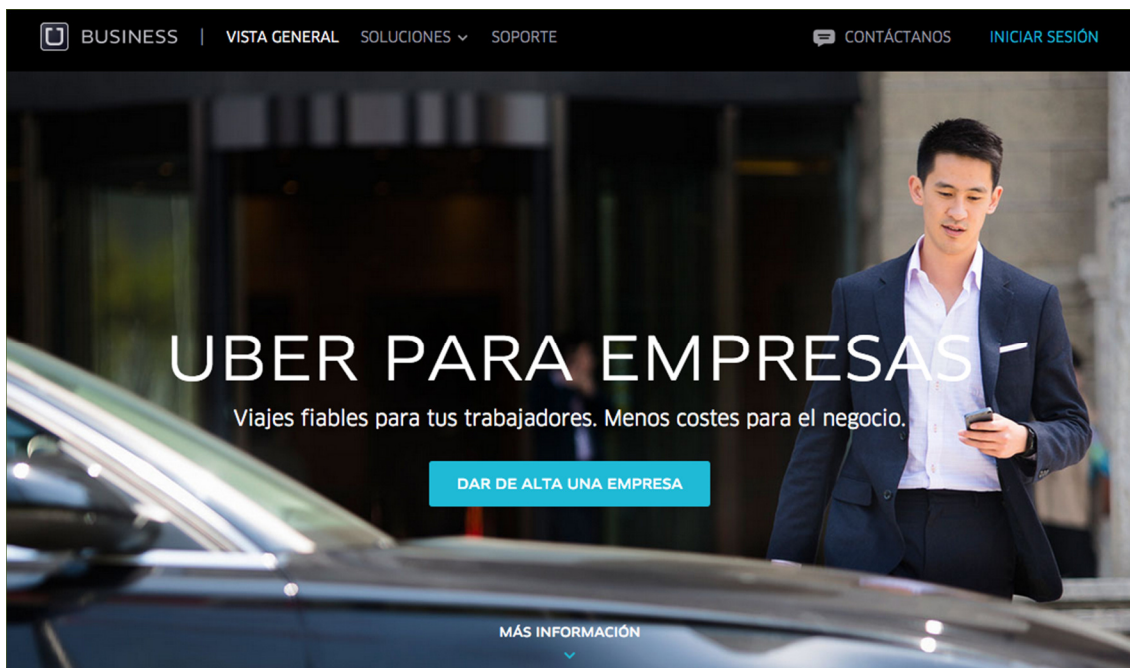 BUSINESS | VISTA GENERAL SOLUCIONES SOPORTE CONTÁCTANOS INICIAR SESIÓN
UBER PARA EMPRESAS
Viajes fiables para tus trabajadores. Menos costes para el negocio.
DAR DE ALTA UNA EMPRESA
MÁS INFORMACIÓN